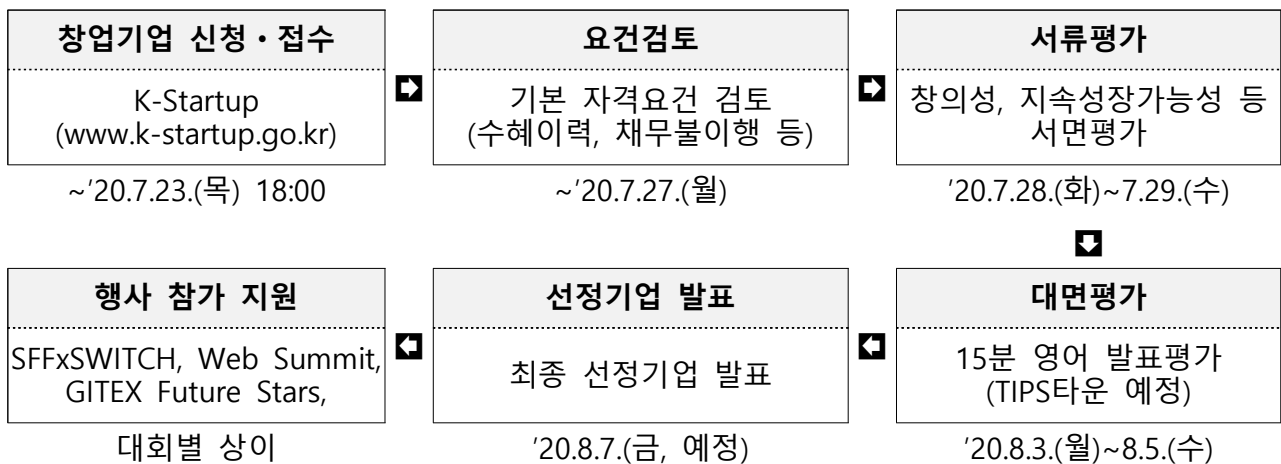 창업기업 신청・접수
K-Startup
(www.k-startup.go.kr)
~'20.7.23.(목) 18:00
요건검토
기본 자격요건 검토
(수혜이력, 채무불이행 등)
~'20.7.27.(월)
서류평가
창의성, 지속성장가능성 등
서면평가
'20.7.28.(화)~7.29.(수)
대면평가
15분 영어 발표평가
(TIPS타운 예정)
'20.8.3.(월)~8.5.(수)
선정기업 발표
최종 선정기업 발표
'20.8.7.(금, 예정)
행사 참가 지원
SFFxSWITCH, Web Summit,
GITEX Future Stars,
대회별 상이